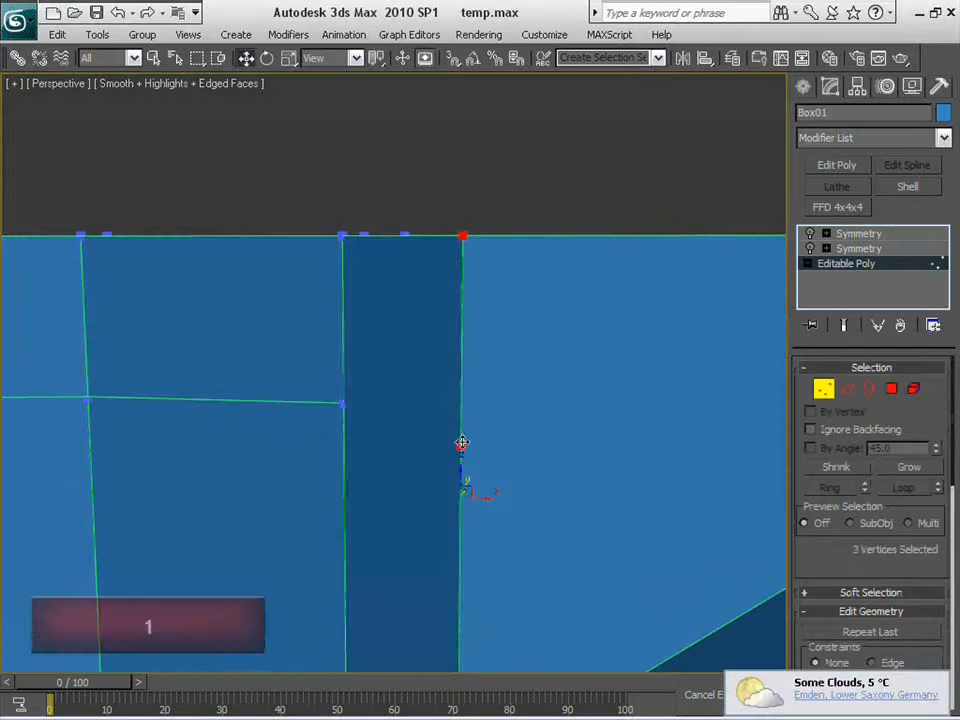 Autodesk 3ds Max 2010 SP1 temp.max
Type a keyword or phrase
Edit Tools Group Views Create Modifiers Animation Graph Editors Rendering Customize MAXScript Help
All View Create Selection Se
[ + ] [ Perspective ] [ Smooth + Highlights + Edged Faces ]
Box01
Modifier List
Edit Poly Edit Spline
Lathe Shell
FFD 4x4x4
Symmetry
Symmetry
Editable Poly
Selection
By Vertex
Ignore Backfacing
By Angle: 45.0
Shrink Grow
Ring Loop
Preview Selection
Off SubObj Multi
3 Vertices Selected
Soft Selection
Edit Geometry
Repeat Last
Constraints
None Edge
y
1
0 / 100
0 10 20 30 40 50 60 70 80 90 100
Cancel E
Some Clouds, 5 °C
Emden, Lower Saxony Germany